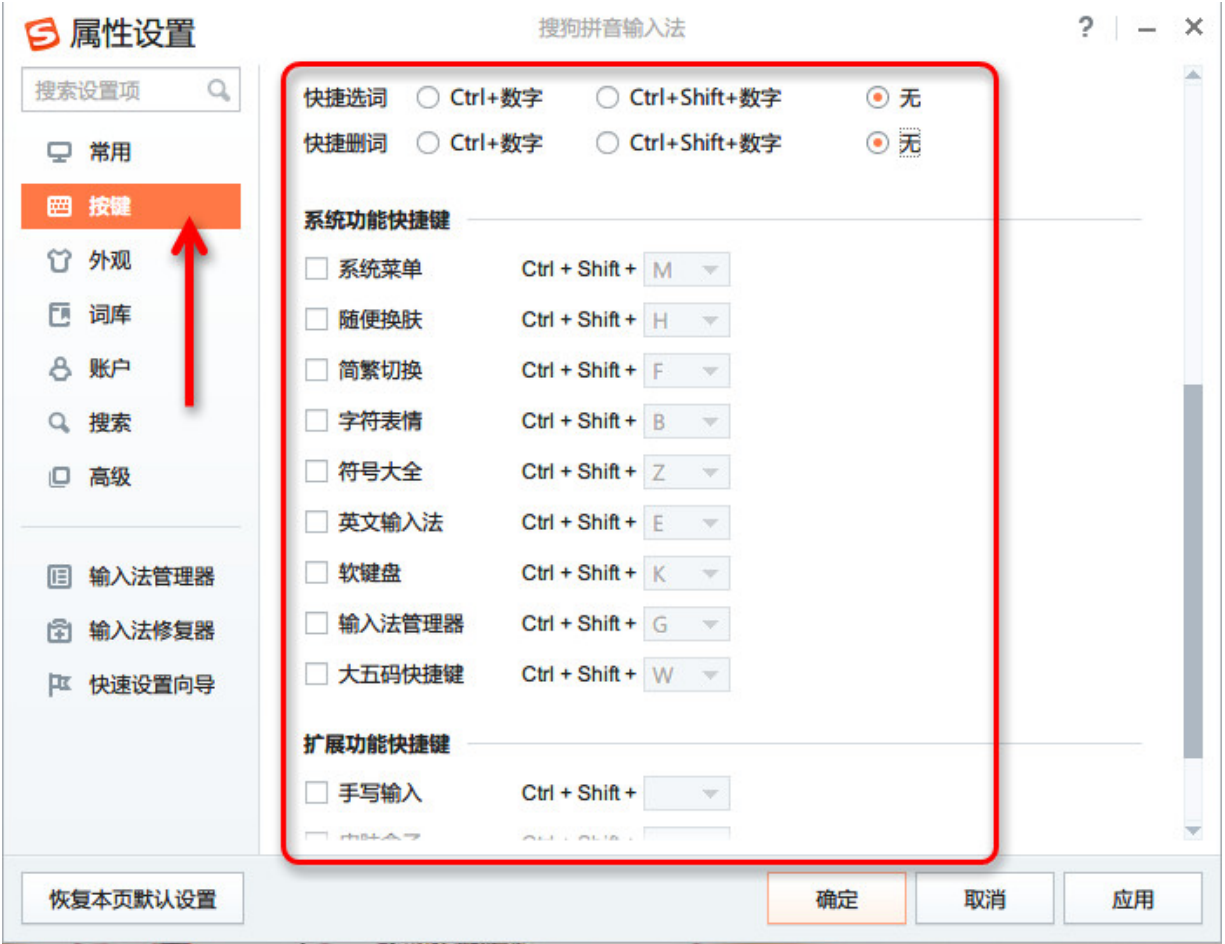 属性设置
搜狗拼音输入法
?
搜索设置项
常用
按键
外观
词库
账户
搜索
高级
输入法管理器
输入法修复器
快速设置向导
快捷选词 Ctrl+数字 Ctrl+Shift+数字 无
快捷删词 Ctrl+数字 Ctrl+Shift+数字 无
系统功能快捷键
系统菜单 Ctrl + Shift + M
随便换肤 Ctrl + Shift + H
简繁切换 Ctrl + Shift + F
字符表情 Ctrl + Shift + B
符号大全 Ctrl + Shift + Z
英文输入法 Ctrl + Shift + E
软键盘 Ctrl + Shift + K
输入法管理器 Ctrl + Shift + G
大五码快捷键 Ctrl + Shift + W
扩展功能快捷键
手写输入 Ctrl + Shift +
恢复本页默认设置 确定 取消 应用